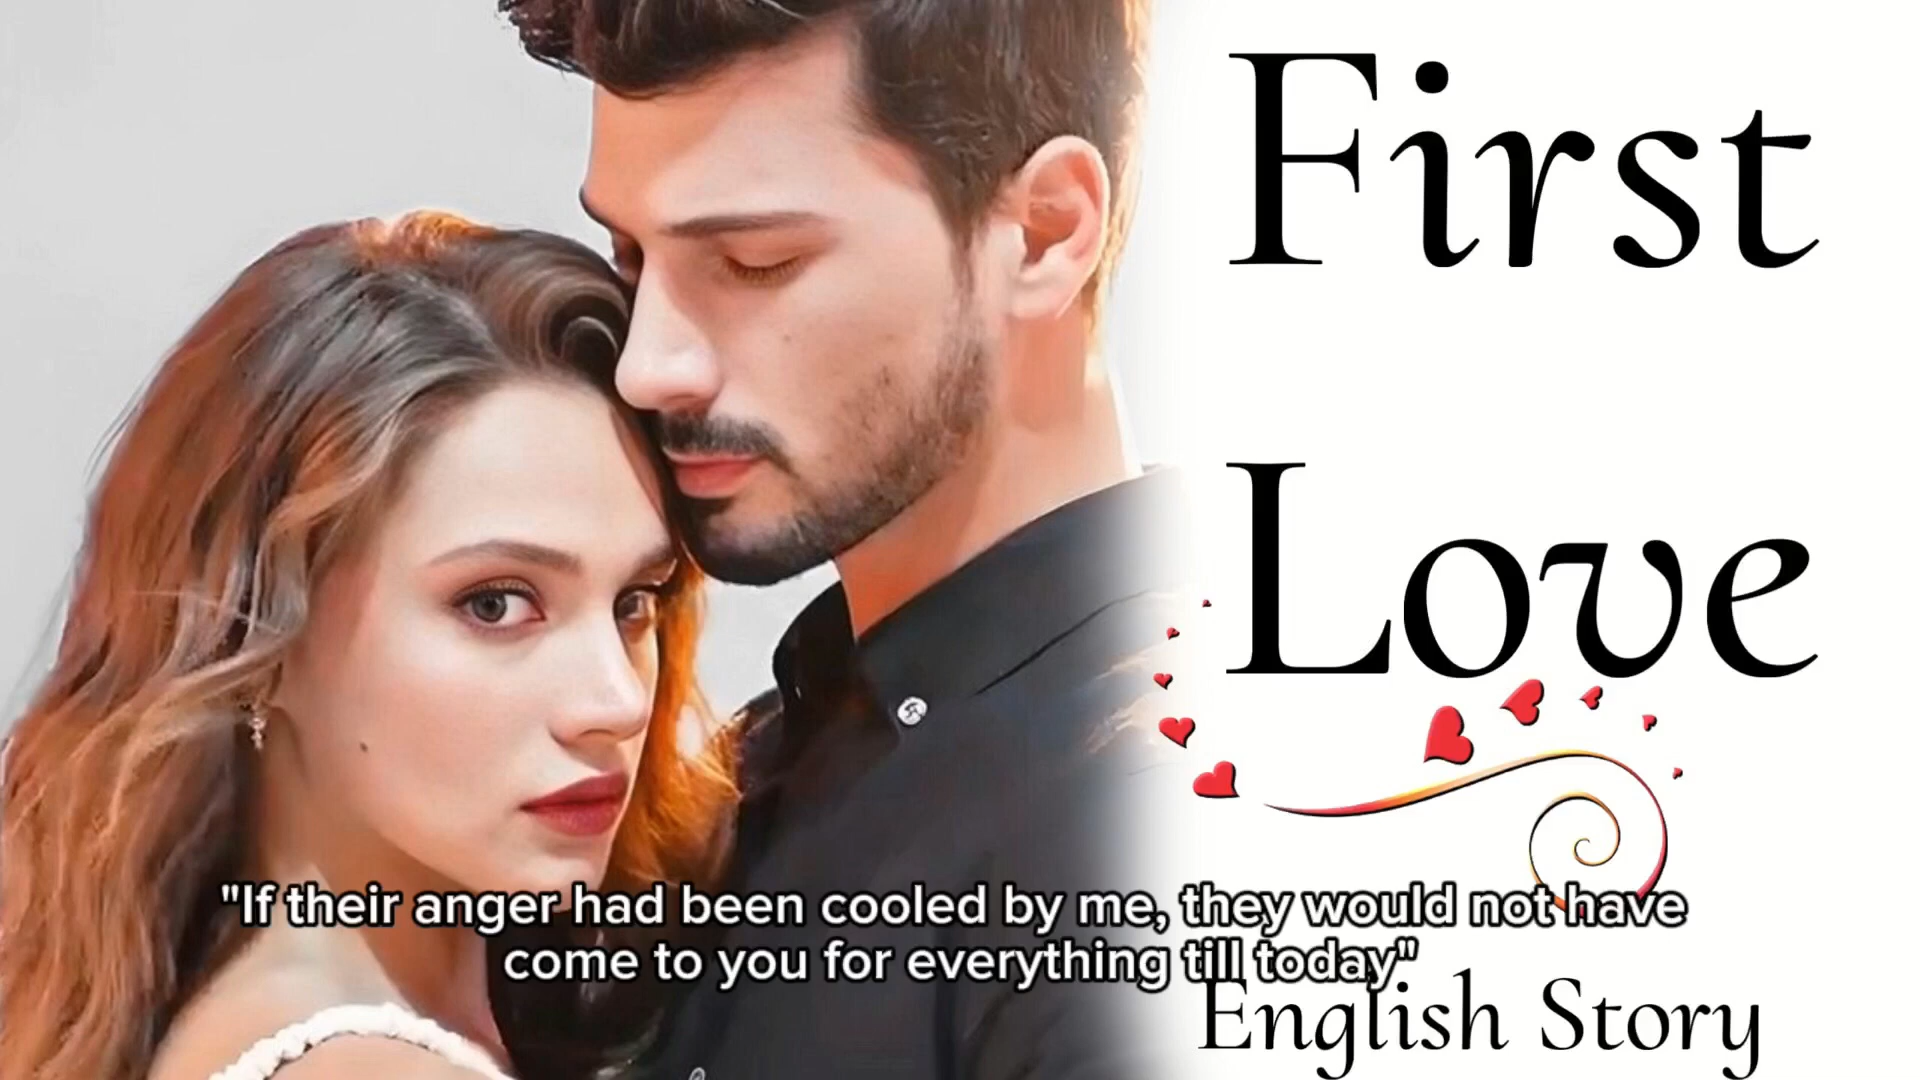 First
Love
"If their anger had been cooled by me, they would not have
come to you for everything till today"
English Story